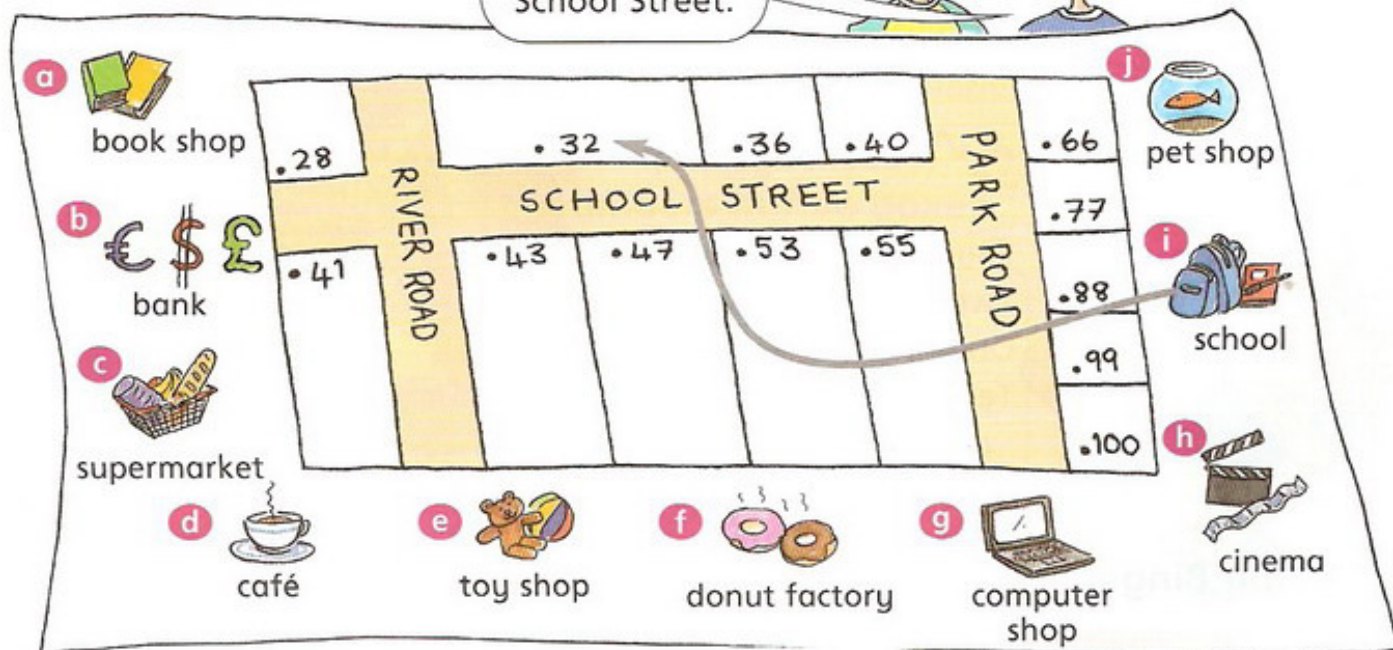 School Street.
a
book shop
b
€ $ £
bank
c
supermarket
d
café
e
toy shop
f
donut factory
g
computer
shop
h
cinema
i
school
j
pet shop
.28
.32
.36
.40
.66
.77
.88
.99
.100
.41
.43
.47
.53
.55
SCHOOL STREET
RIVER ROAD
PARK ROAD